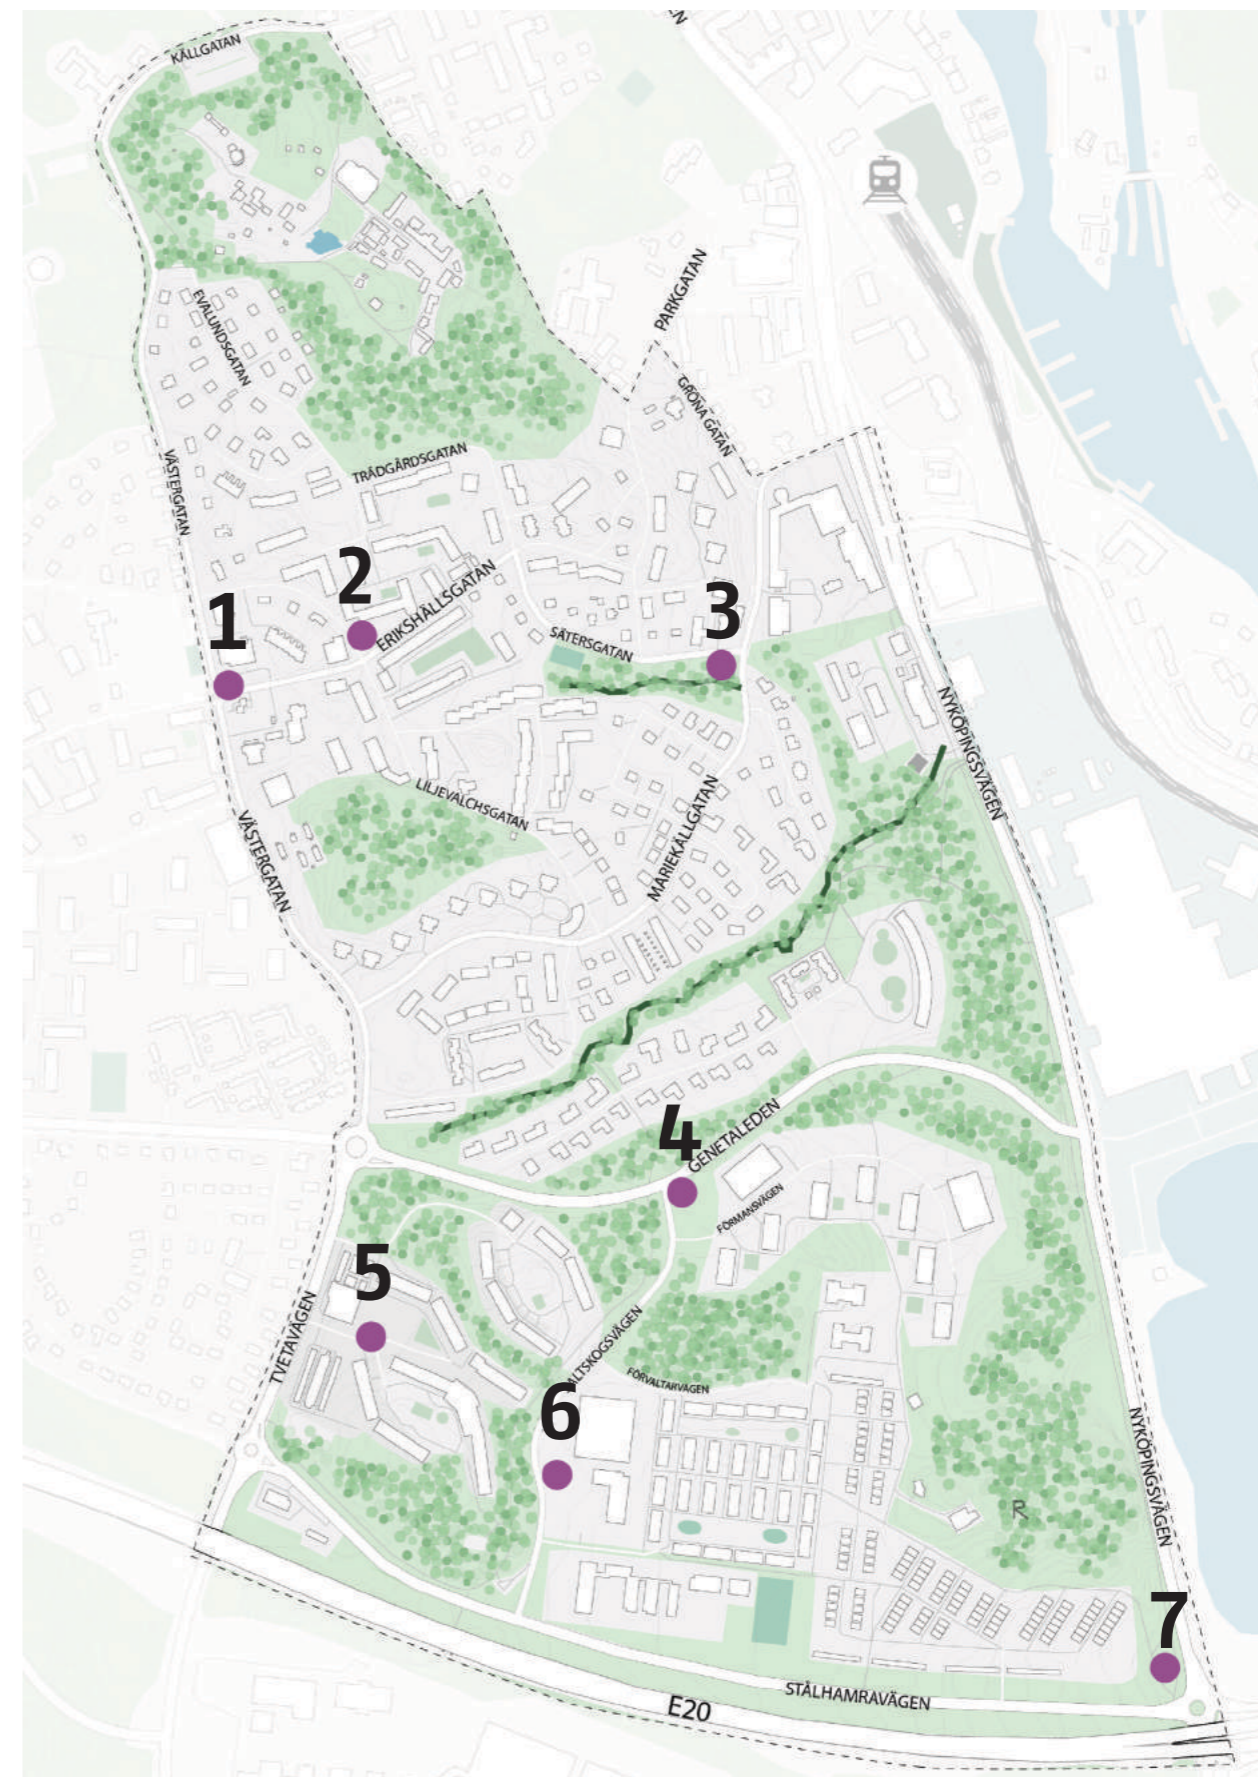 KÄLLGATAN
PARKGATAN
EVALUNDSGATAN
GRÖNA GATAN
VÄSTERGATAN
TRÄDGÅRDSGATAN
2
ERIKSHÄLLSGATAN
1
3
SÄTERSGATAN
NYKÖPINGSVÄGEN
LILJEVALCHSGATAN
MARIEKÄLLGATAN
VÄSTERGATAN
4
GENETALEDEN
FÖRMANSVÄGEN
5
TVETAVÄGEN
ALTSKOGSVÄGEN
FÖRVALTARVÄGEN
6
NYKÖPINGSVÄGEN
R
7
STÅLHAMRAVÄGEN
E20